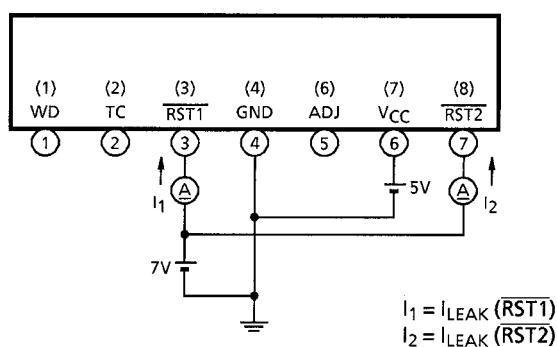 (1) (2) (3) (4) (6) (7) (8)
WD TC RST1 GND ADJ VCC RST2
1 2 3 4 5 6 7
A A
I1 5V I2
7V
I1 = ILEAK (RST1)
I2 = ILEAK (RST2)